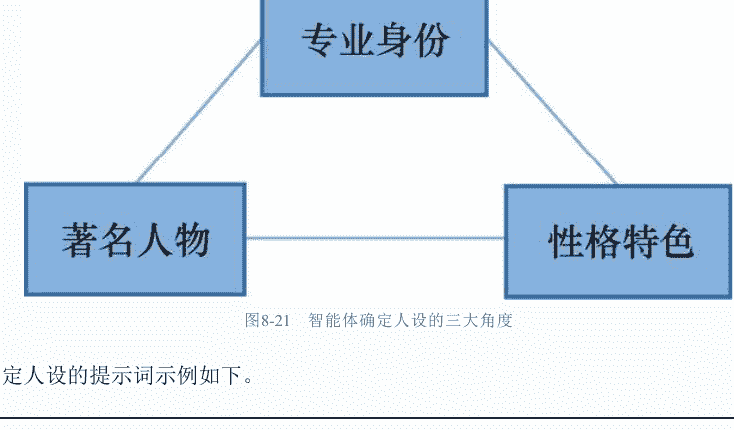 专业身份
著名人物
性格特色
图8-21 智能体确定人设的三大角度
定人设的提示词示例如下。